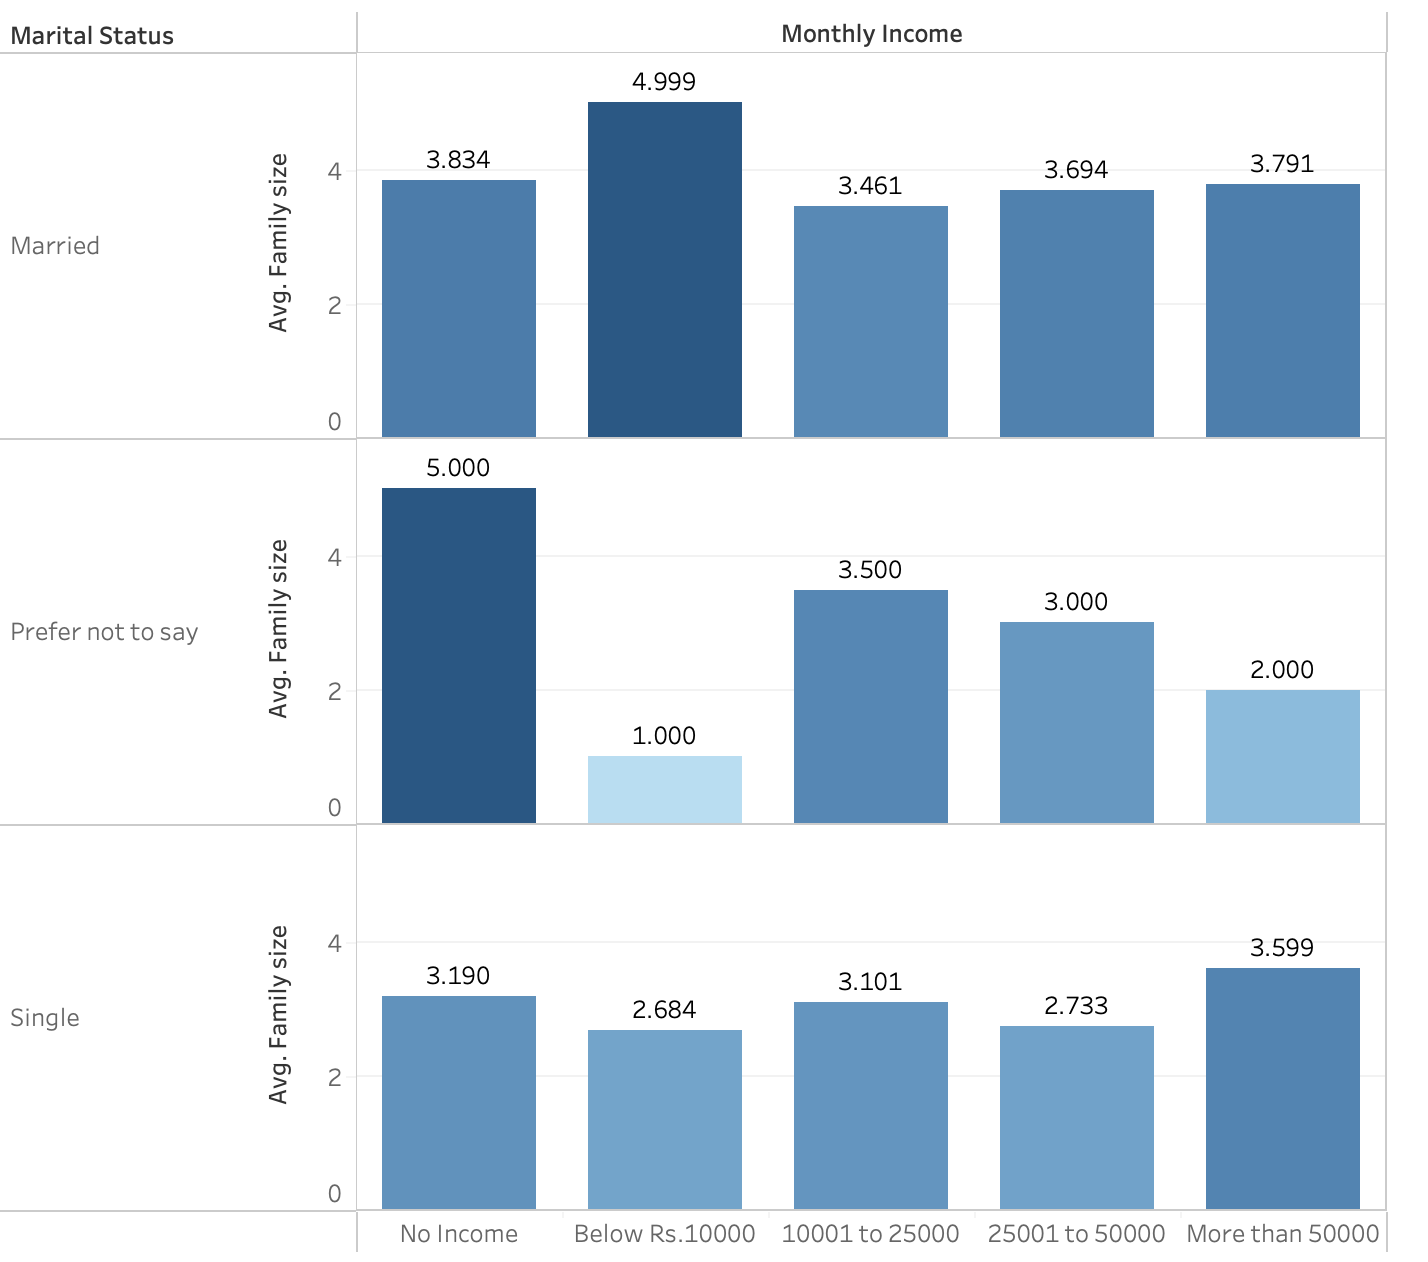 Marital Status
Monthly Income
Married
Avg. Family size
4
2
0
3.834
4.999
3.461
3.694
3.791
Prefer not to say
Avg. Family size
4
2
0
5.000
1.000
3.500
3.000
2.000
Single
Avg. Family size
4
2
0
3.190
2.684
3.101
2.733
3.599
No Income
Below Rs.10000
10001 to 25000
25001 to 50000
More than 50000